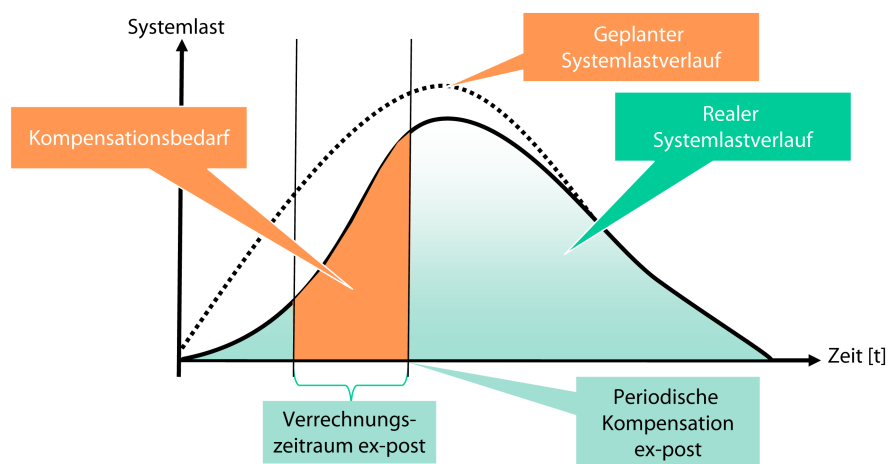 Systemlast
Geplanter
Systemlastverlauf
Realer
Systemlastverlauf
Kompensationsbedarf
Zeit [t]
Verrechnungs-
zeitraum ex-post
Periodische
Kompensation
ex-post